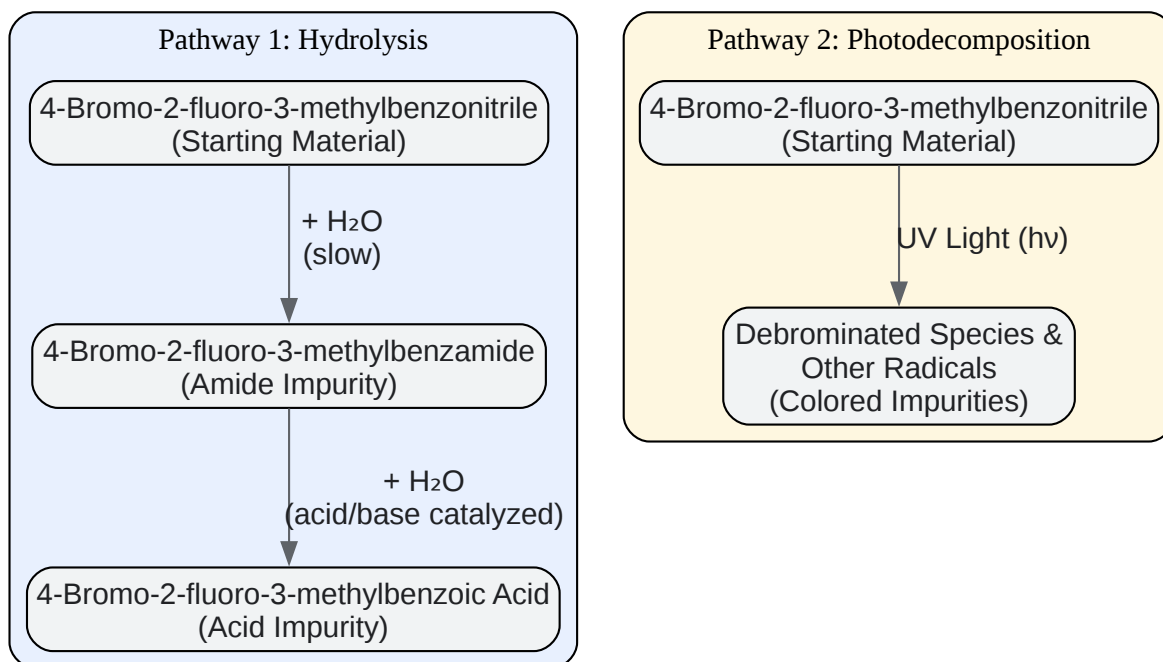 Pathway 1: Hydrolysis
4-Bromo-2-fluoro-3-methylbenzonitrile
(Starting Material)
+ H₂O
(slow)
4-Bromo-2-fluoro-3-methylbenzamide
(Amide Impurity)
+ H₂O
(acid/base catalyzed)
4-Bromo-2-fluoro-3-methylbenzoic Acid
(Acid Impurity)
Pathway 2: Photodecomposition
4-Bromo-2-fluoro-3-methylbenzonitrile
(Starting Material)
UV Light (hν)
Debrominated Species &
Other Radicals
(Colored Impurities)